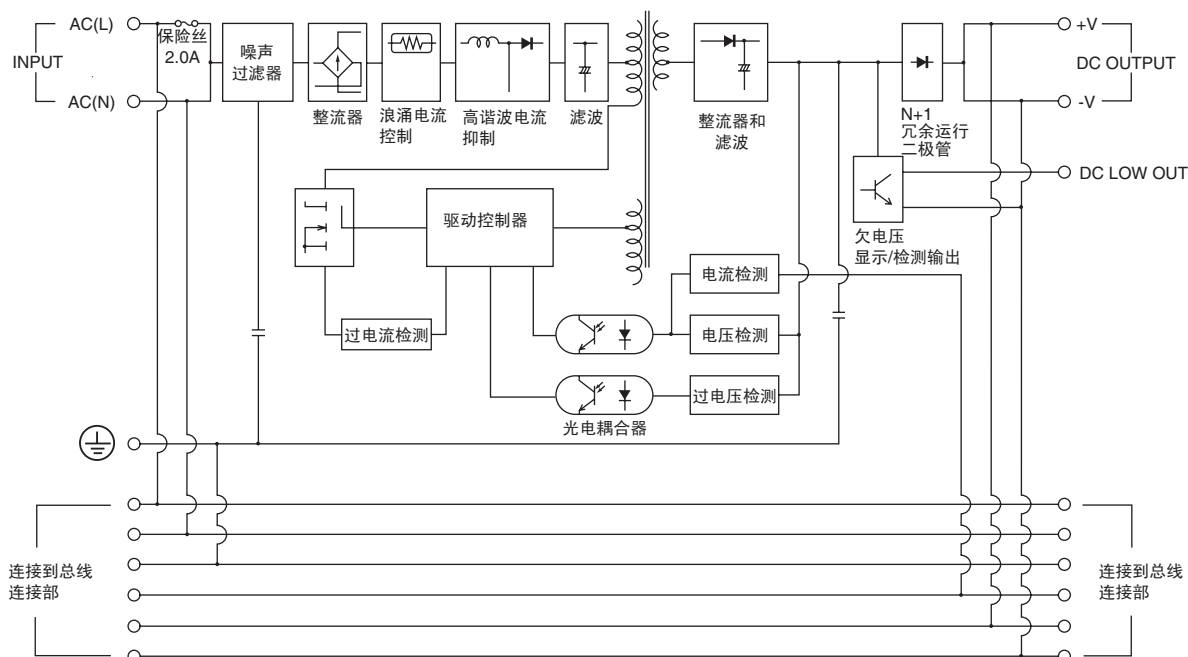 AC(L)
保险丝
2.0A
INPUT
AC(N)
噪声
过滤器
整流器
浪涌电流
控制
高谐波电流
抑制
滤波
整流器和
滤波
N+1
冗余运行
二极管
+V
DC OUTPUT
-V
DC LOW OUT
欠电压
显示/检测输出
驱动控制器
过电流检测
电流检测
电压检测
过电压检测
光电耦合器
连接到总线
连接部
连接到总线
连接部